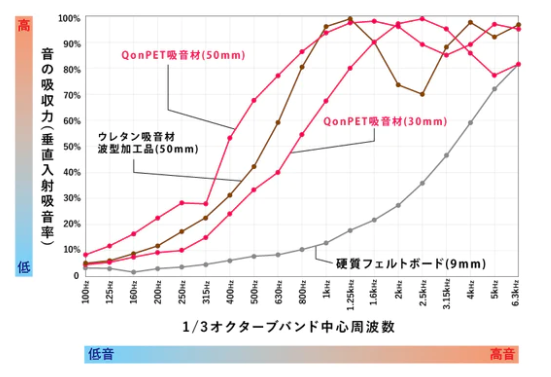 高
音の吸収力(垂直入射吸音率)
低
100%
90%
80%
70%
60%
50%
40%
30%
20%
10%
0
QonPET吸音材(50mm)
ウレタン吸音材
波型加工品(50mm)
QonPET吸音材(30mm)
硬質フェルトボード(9mm)
100Hz
125Hz
160Hz
200Hz
250Hz
315Hz
400Hz
500Hz
630Hz
800Hz
1kHz
1.25kHz
1.6kHz
2kHz
2.5kHz
3.15kHz
4kHz
5kHz
6.3kHz
1/3オクターブバンド中心周波数
低音
高音